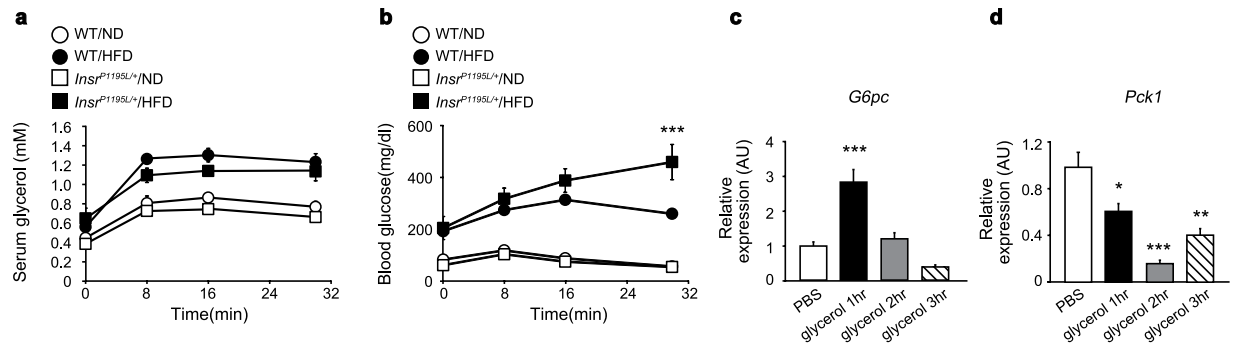 a
WT/ND
WT/HFD
Insr^P1195L/+/ND
Insr^P1195L/+/HFD
Serum glycerol (mM)
1.6
1.4
1.2
1.0
0.8
0.6
0.4
0.2
0
0 8 16 24 32
Time(min)
b
WT/ND
WT/HFD
Insr^P1195L/+/ND
Insr^P1195L/+/HFD
Blood glucose(mg/dl)
600
400
200
0
***
0 8 16 24 32
Time(min)
c
G6pc
Relative
expression (AU)
4
3
2
1
0
***
PBS
glycerol 1hr
glycerol 2hr
glycerol 3hr
d
Pck1
Relative
expression (AU)
1.2
0.8
0.4
0
*
***
**
PBS
glycerol 1hr
glycerol 2hr
glycerol 3hr